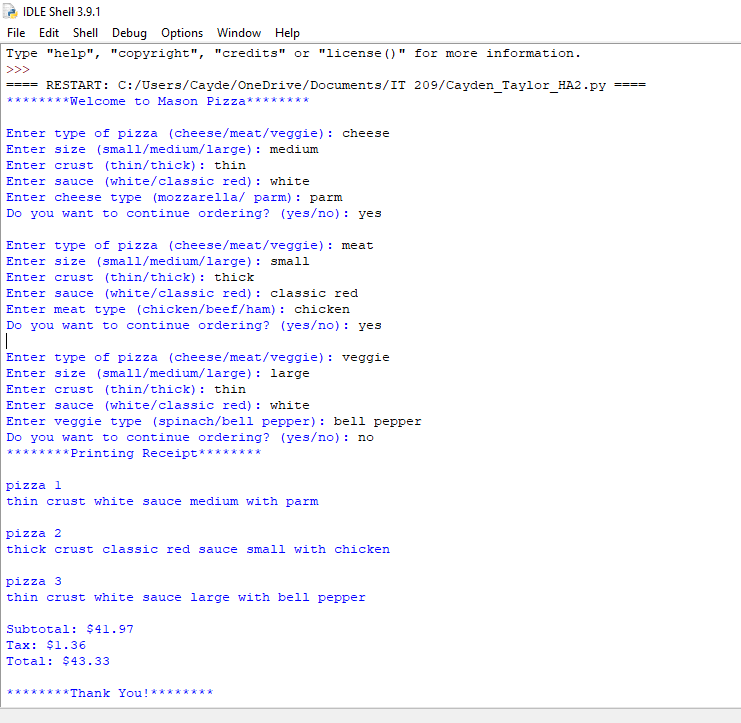 IDLE Shell 3.9.1
File Edit Shell Debug Options Window Help
Type "help", "copyright", "credits" or "license()" for more information.
>>>
==== RESTART: C:/Users/Cayde/OneDrive/Documents/IT 209/Cayden_Taylor_HA2.py ====
********Welcome to Mason Pizza********
Enter type of pizza (cheese/meat/veggie): cheese
Enter size (small/medium/large): medium
Enter crust (thin/thick): thin
Enter sauce (white/classic red): white
Enter cheese type (mozzarella/ parm): parm
Do you want to continue ordering? (yes/no): yes
Enter type of pizza (cheese/meat/veggie): meat
Enter size (small/medium/large): small
Enter crust (thin/thick): thick
Enter sauce (white/classic red): classic red
Enter meat type (chicken/beef/ham): chicken
Do you want to continue ordering? (yes/no): yes
Enter type of pizza (cheese/meat/veggie): veggie
Enter size (small/medium/large): large
Enter crust (thin/thick): thin
Enter sauce (white/classic red): white
Enter veggie type (spinach/bell pepper): bell pepper
Do you want to continue ordering? (yes/no): no
********Printing Receipt********
pizza 1
thin crust white sauce medium with parm
pizza 2
thick crust classic red sauce small with chicken
pizza 3
thin crust white sauce large with bell pepper
Subtotal: $41.97
Tax: $1.36
Total: $43.33
********Thank You!********